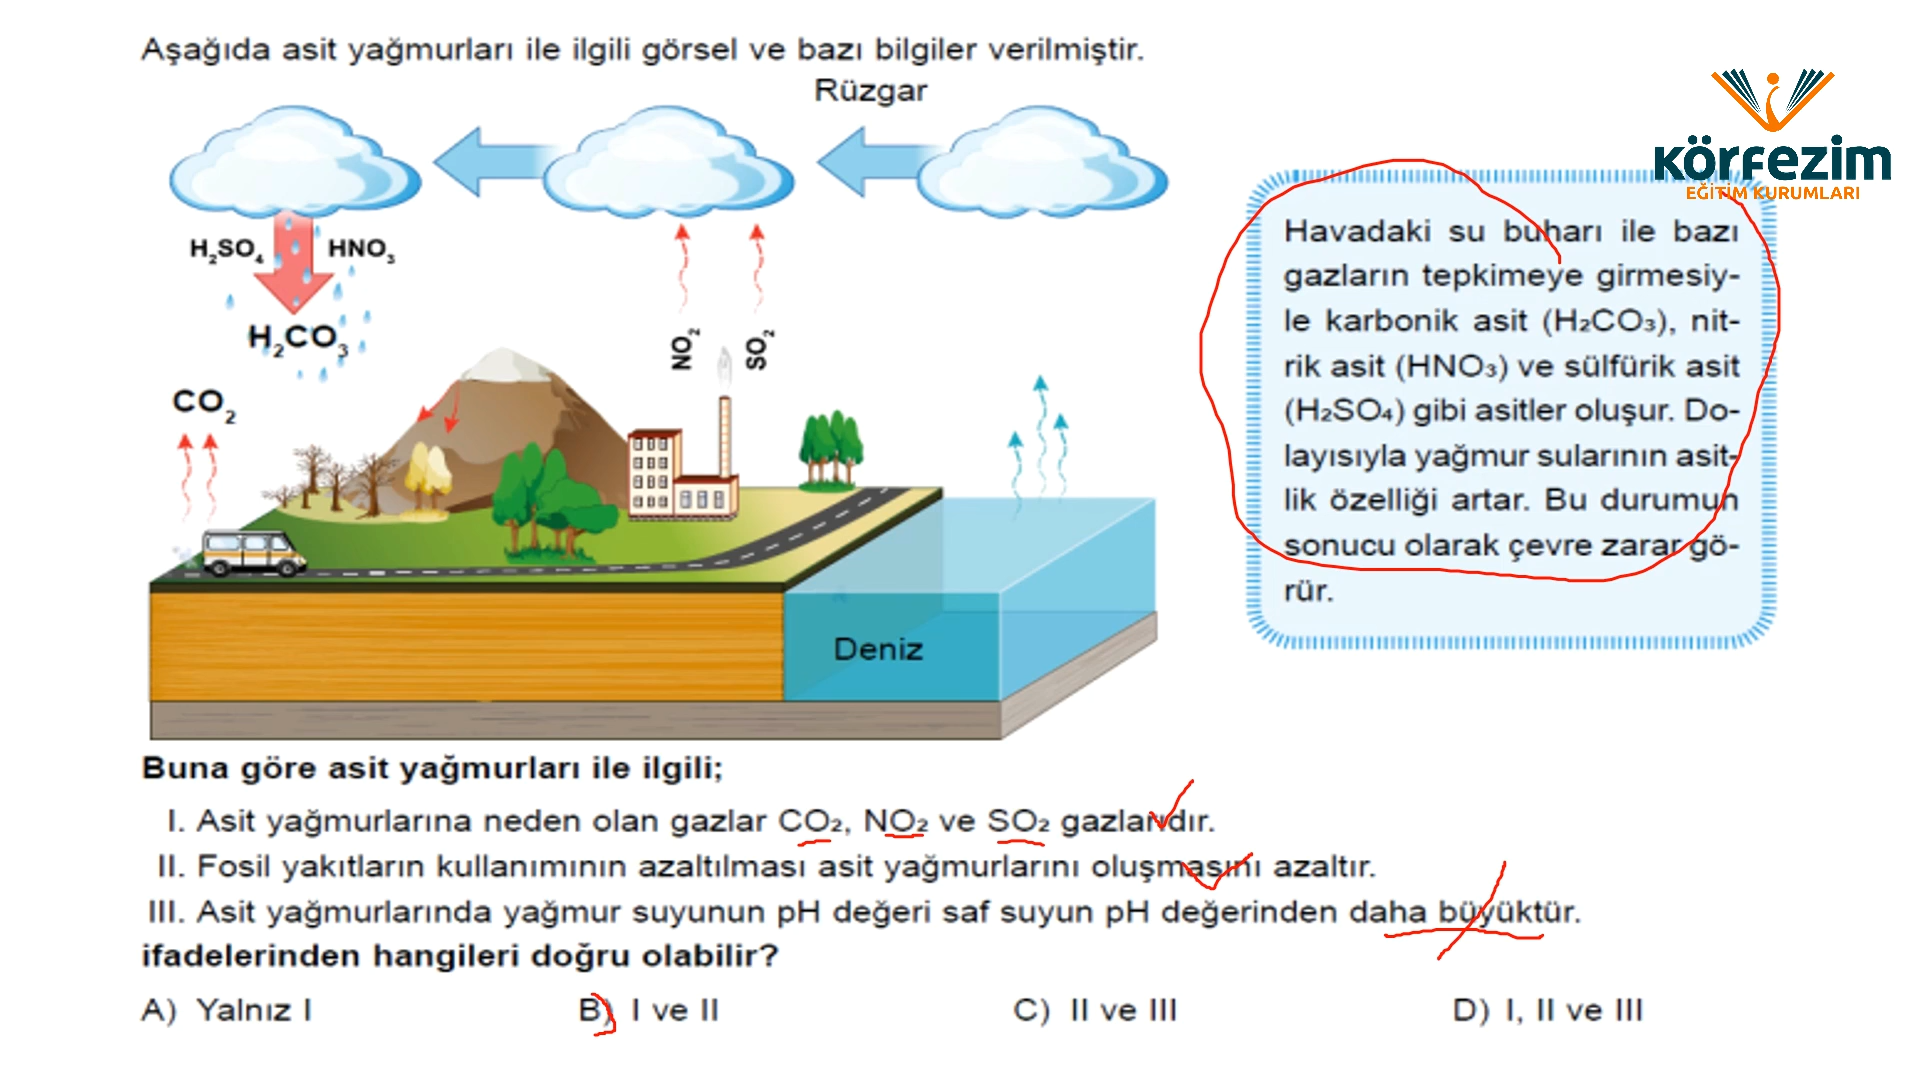 Aşağıda asit yağmurları ile ilgili görsel ve bazı bilgiler verilmiştir.
Rüzgar
KÖRFEZİM
EĞİTİM KURUMLARI
H₂SO₄
HNO₃
H₂CO₃
NO₂
SO₂
CO₂
Deniz
Havadaki su buharı ile bazı
gazların tepkimeye girmesiy-
le karbonik asit (H₂CO₃), nit-
rik asit (HNO₃) ve sülfürik asit
(H₂SO₄) gibi asitler oluşur. Do-
layısıyla yağmur sularının asit-
lik özelliği artar. Bu durumun
sonucu olarak çevre zarar gö-
rür.
Buna göre asit yağmurları ile ilgili;
I. Asit yağmurlarına neden olan gazlar CO₂, NO₂ ve SO₂ gazlarıdır.
II. Fosil yakıtların kullanımının azaltılması asit yağmurlarını oluşmasını azaltır.
III. Asit yağmurlarında yağmur suyunun pH değeri saf suyun pH değerinden daha büyüktür.
ifadelerinden hangileri doğru olabilir?
A) Yalnız I
B) I ve II
C) II ve III
D) I, II ve III